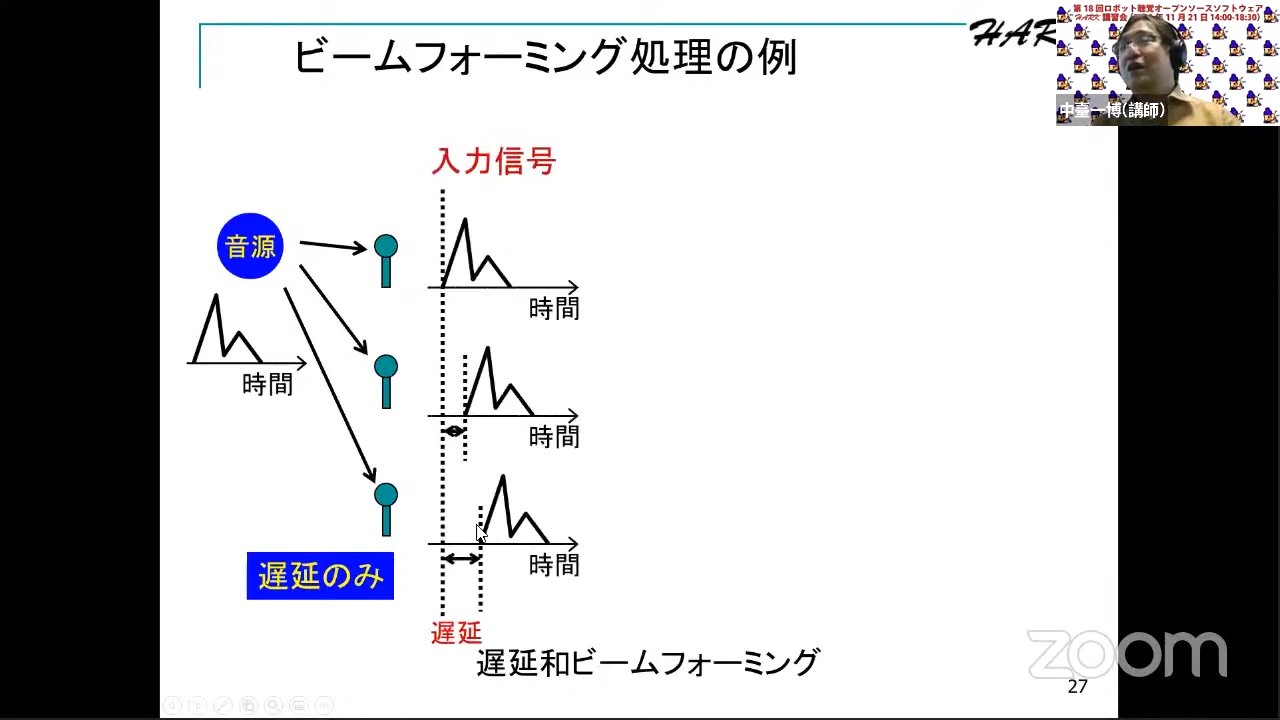 ビームフォーミング処理の例
HAR
第18回ロボット聴覚オープンソースソフトウェア
HARK 講習会
年11月21日 14:00-18:30)
中臺一博(講師)
入力信号
音源
時間
時間
時間
時間
遅延のみ
遅延
遅延和ビームフォーミング
zoom
27